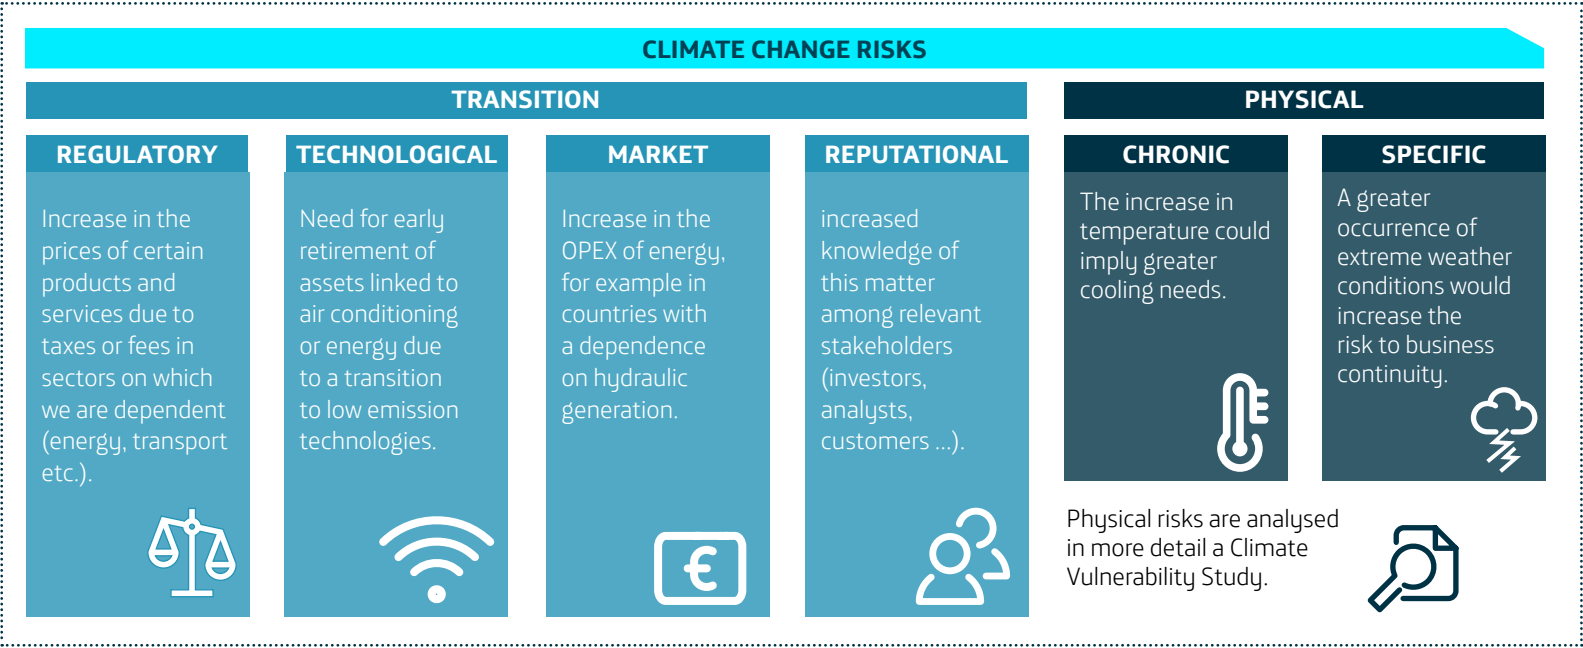 CLIMATE CHANGE RISKS
TRANSITION
REGULATORY
Increase in the
prices of certain
products and
services due to
taxes or fees in
sectors on which
we are dependent
(energy, transport
etc.).
TECHNOLOGICAL
Need for early
retirement of
assets linked to
air conditioning
or energy due
to a transition
to low emission
technologies.
MARKET
Increase in the
OPEX of energy,
for example in
countries with
a dependence
on hydraulic
generation.
€
REPUTATIONAL
increased
knowledge of
this matter
among relevant
stakeholders
(investors,
analysts,
customers ...).
PHYSICAL
CHRONIC
The increase in
temperature could
imply greater
cooling needs.
SPECIFIC
A greater
occurrence of
extreme weather
conditions would
increase the
risk to business
continuity.
Physical risks are analysed
in more detail a Climate
Vulnerability Study.